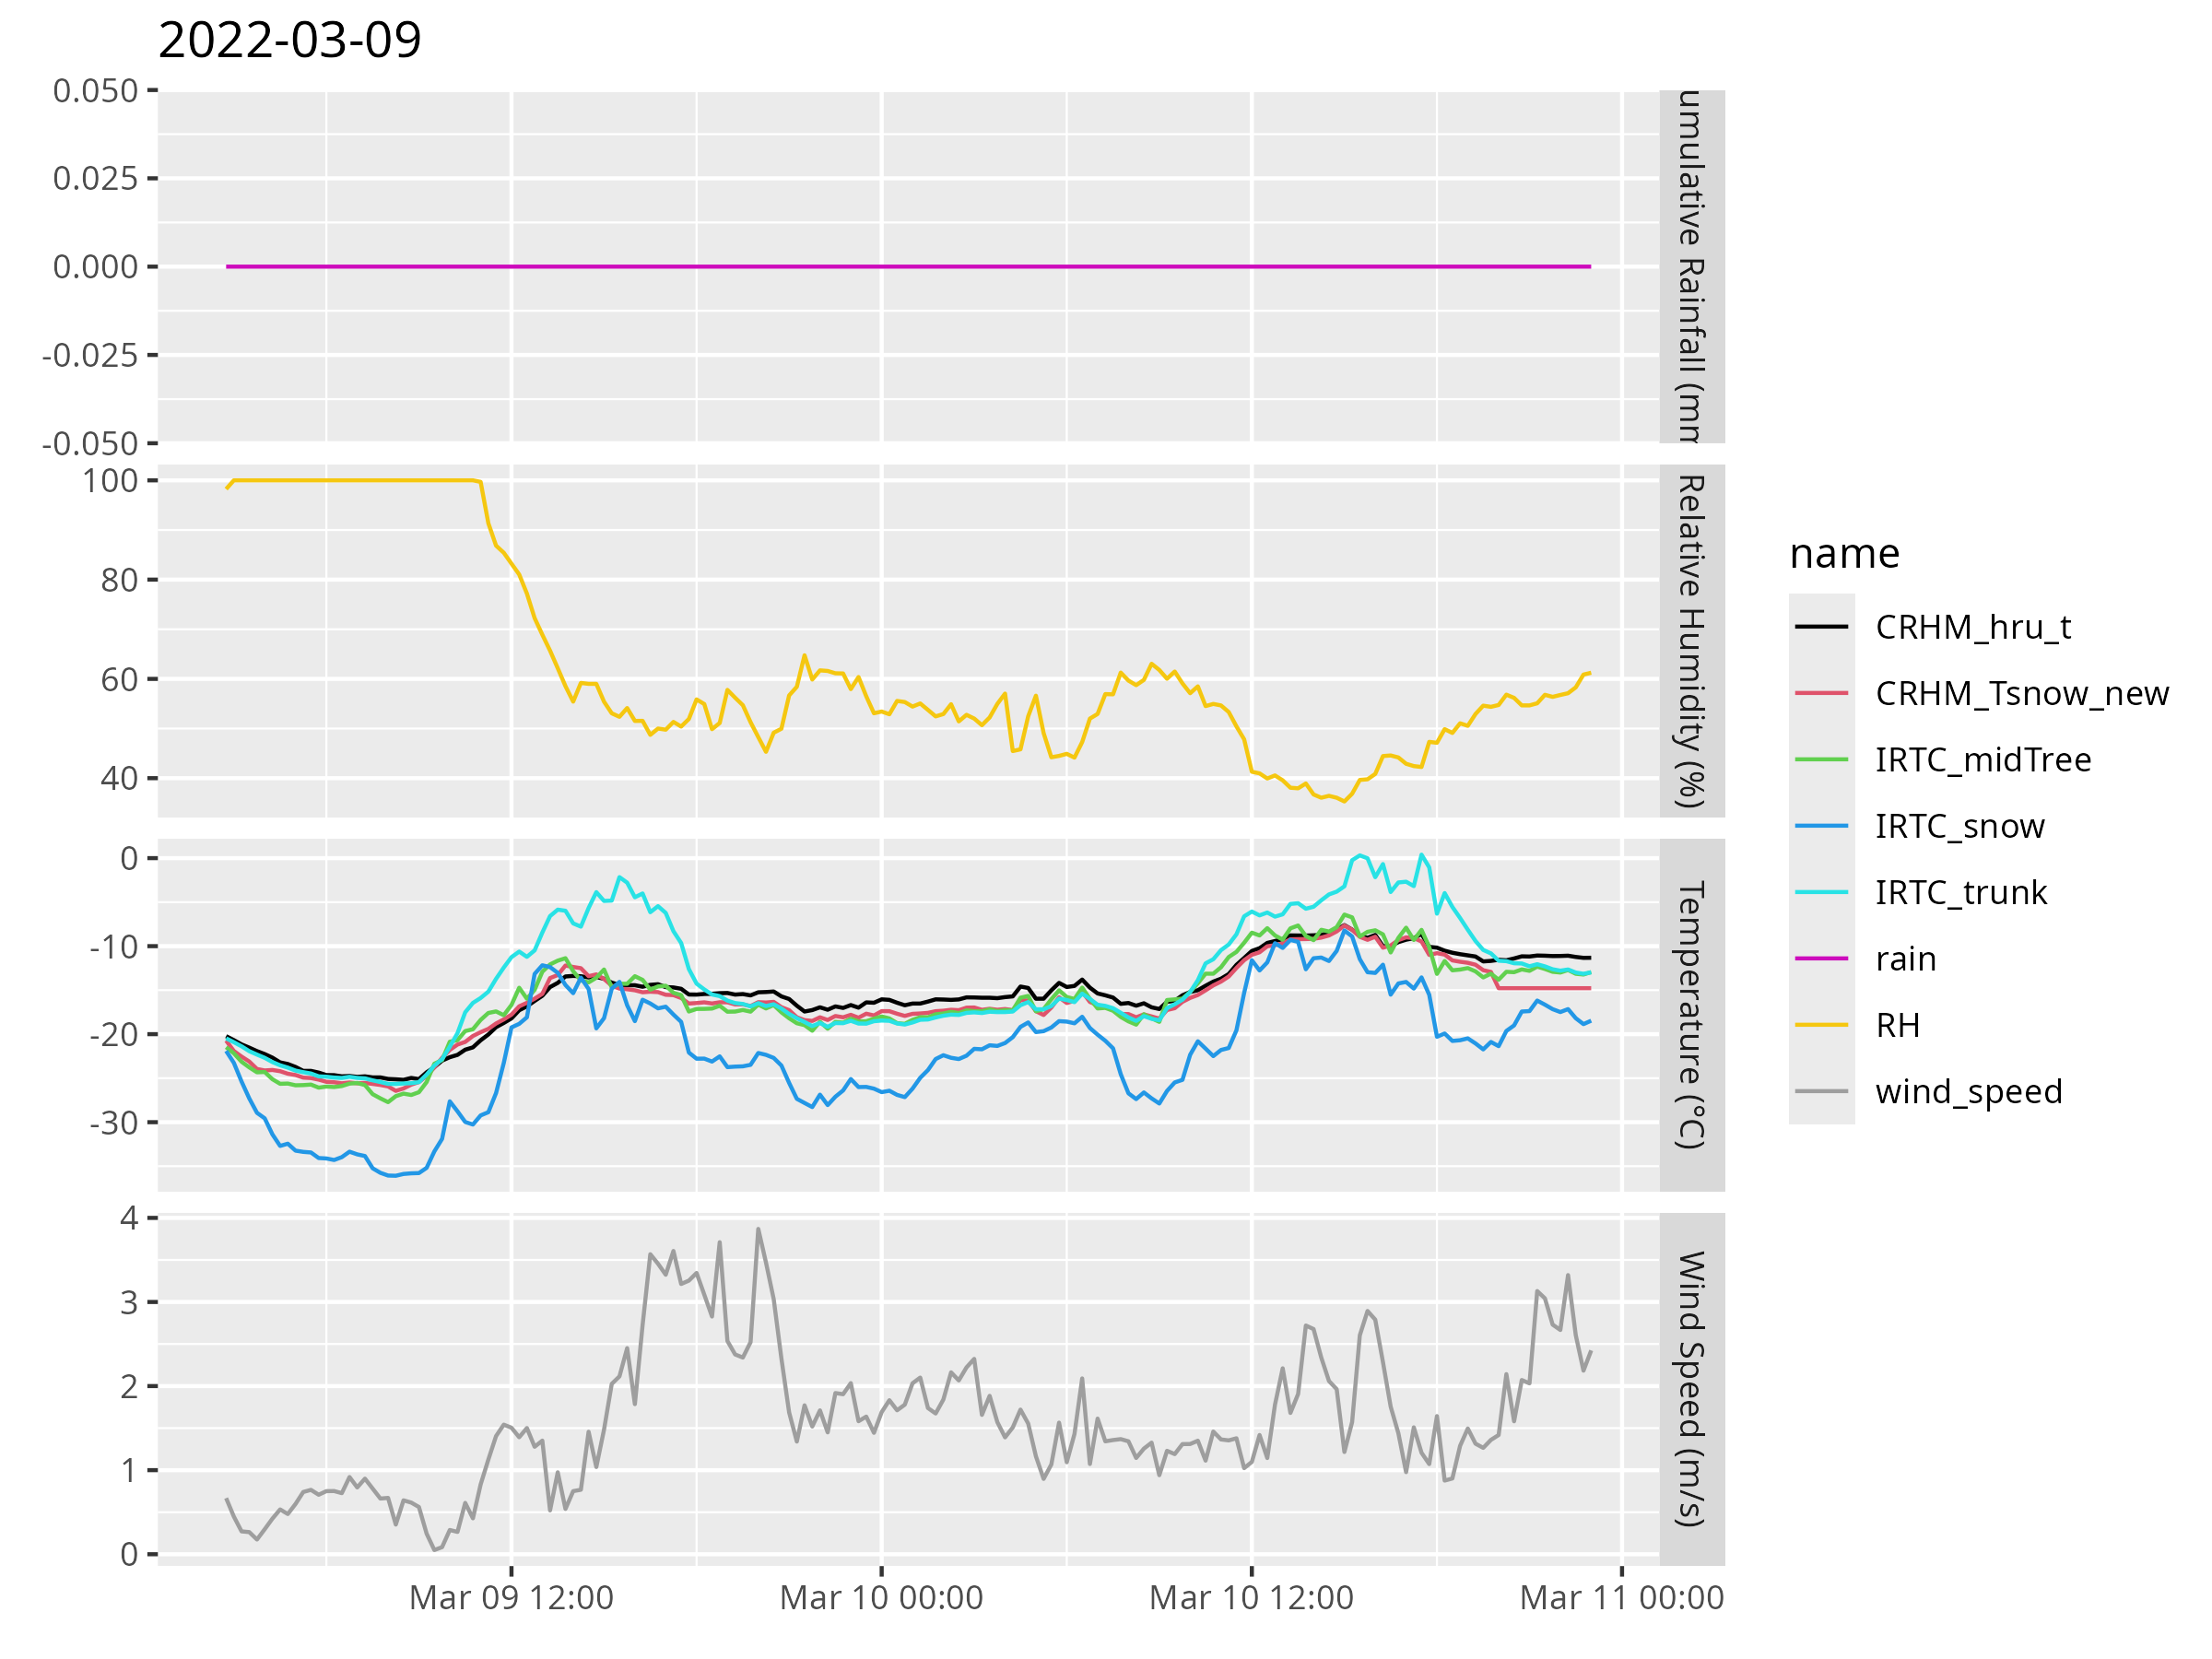 2022-03-09
0.050
0.025
0.000
-0.025
-0.050
umulative Rainfall (mm
100
80
60
40
Relative Humidity (%)
0
-10
-20
-30
Temperature (°C)
4
3
2
1
0
Wind Speed (m/s)
Mar 09 12:00
Mar 10 00:00
Mar 10 12:00
Mar 11 00:00
name
CRHM_hru_t
CRHM_Tsnow_new
IRTC_midTree
IRTC_snow
IRTC_trunk
rain
RH
wind_speed